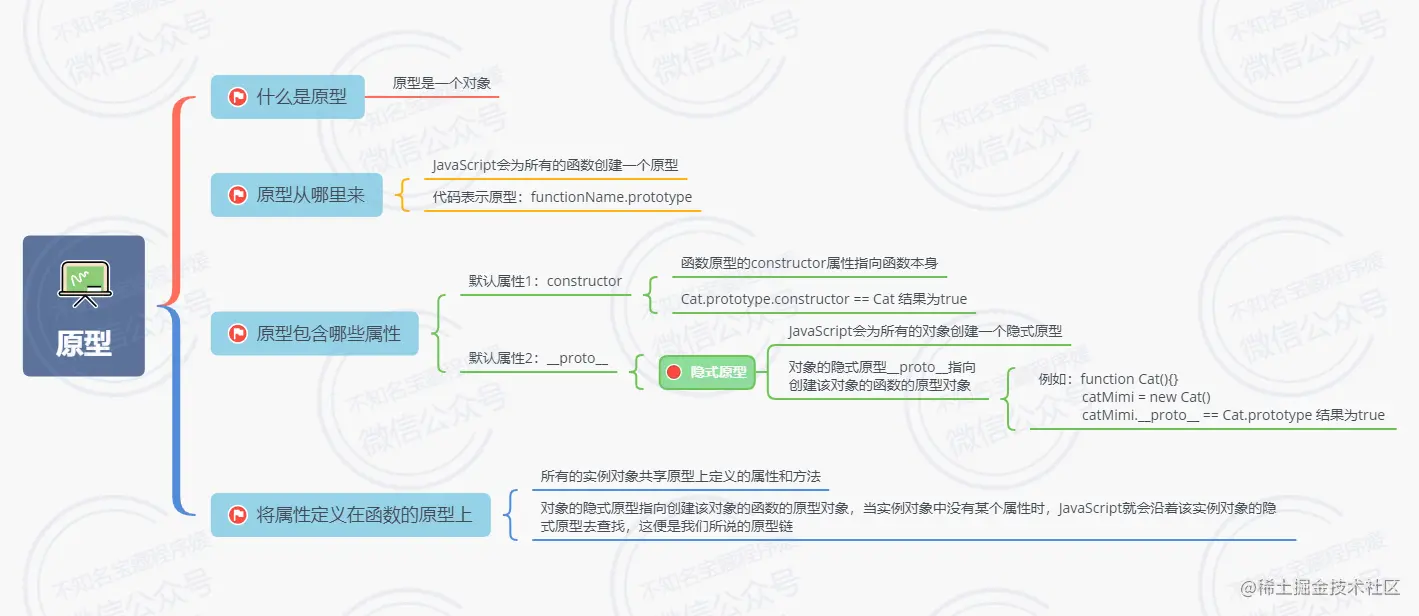 原型
什么是原型
原型是一个对象
原型从哪里来
JavaScript会为所有的函数创建一个原型
代码表示原型：functionName.prototype
原型包含哪些属性
默认属性1：constructor
函数原型的constructor属性指向函数本身
Cat.prototype.constructor == Cat 结果为true
默认属性2：__proto__
隐式原型
JavaScript会为所有的对象创建一个隐式原型
对象的隐式原型__proto__指向
创建该对象的函数的原型对象
例如：function Cat(){}
catMimi = new Cat()
catMimi.__proto__ == Cat.prototype 结果为true
将属性定义在函数的原型上
所有的实例对象共享原型上定义的属性和方法
对象的隐式原型指向创建该对象的函数的原型对象，当实例对象中没有某个属性时，JavaScript就会沿着该实例对象的隐
式原型去查找，这便是我们所说的原型链
不知名宝藏程序媛
微信公众号
@稀土掘金技术社区